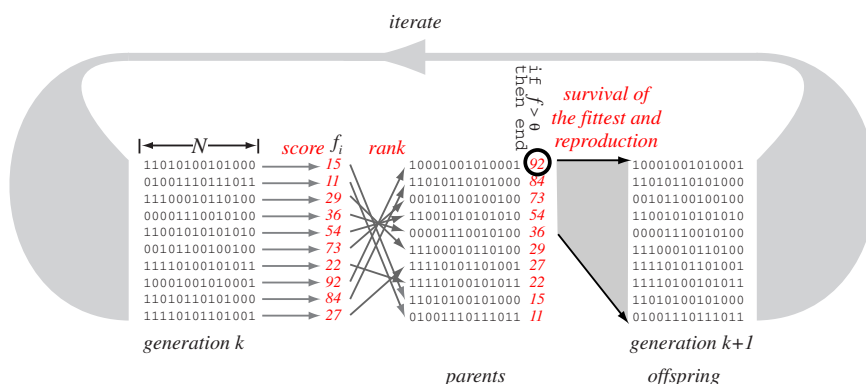 iterate
if f > θ
then end
survival of
the fittest and
reproduction
N
score fi rank
11010100101000 15 10001001010001 92 10001001010001
01001110111011 11 11010101101000 84 11010101101000
11100010110100 29 00101100100100 73 00101100100100
00001110010100 36 11001010101010 54 11001010101010
11001010101010 54 00001110010100 36 00001110010100
00101100100100 73 11100010110100 29 11100010110100
11110100101011 22 11110101101001 27 11110101101001
10001001010001 92 11110100101011 22 11110100101011
11010101101000 84 11010100101000 15 11010100101000
11110101101001 27 01001110111011 11 01001110111011
generation k generation k+1
parents offspring